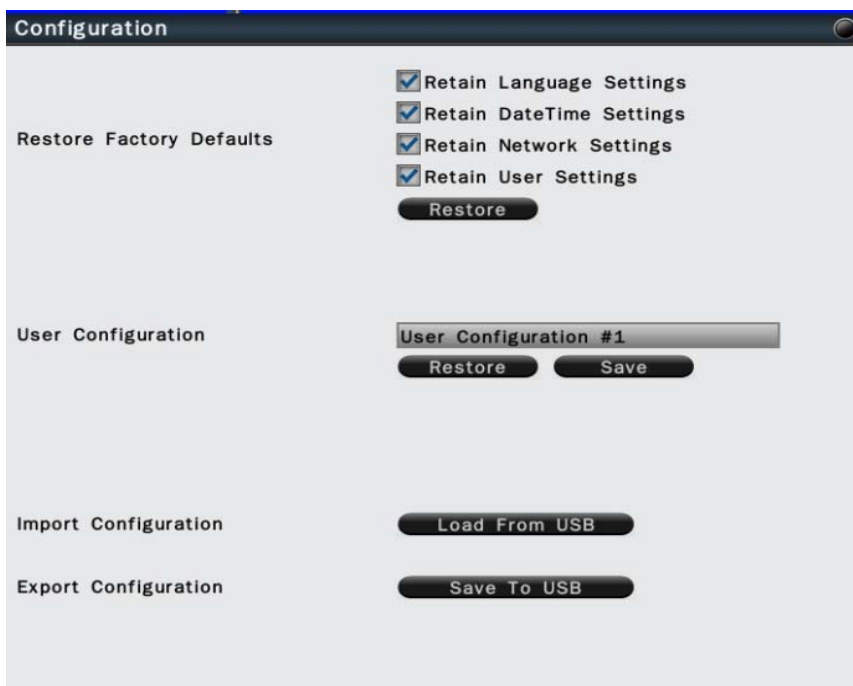 Configuration
Retain Language Settings
Retain DateTime Settings
Restore Factory Defaults
Retain Network Settings
Retain User Settings
Restore
User Configuration
User Configuration #1
Restore
Save
Import Configuration
Load From USB
Export Configuration
Save To USB